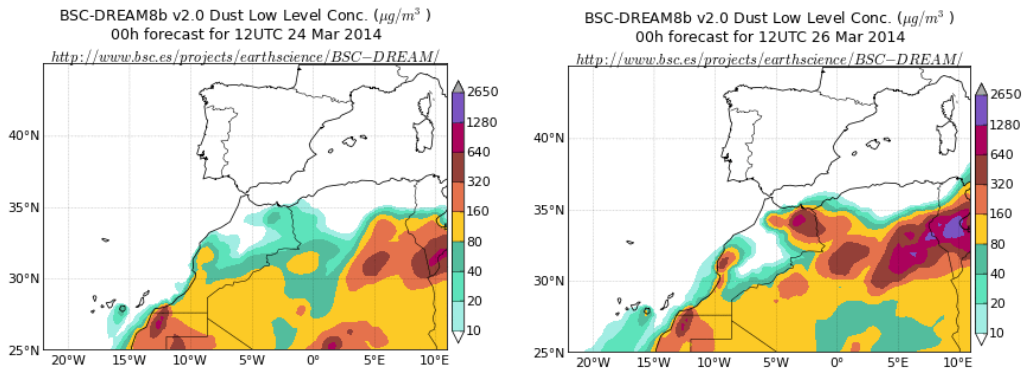 BSC-DREAM8b v2.0 Dust Low Level Conc. (μg/m³ )
00h forecast for 12UTC 24 Mar 2014
http://www.bsc.es/projects/earthscience/BSC−DREAM/
40°N
35°N
30°N
25°N
20°W
15°W
10°W
5°W
0°
5°E
10°E
2650
1280
640
320
160
80
40
20
10
BSC-DREAM8b v2.0 Dust Low Level Conc. (μg/m³ )
00h forecast for 12UTC 26 Mar 2014
http://www.bsc.es/projects/earthscience/BSC−DREAM/
40°N
35°N
30°N
25°N
20°W
15°W
10°W
5°W
0°
5°E
10°E
2650
1280
640
320
160
80
40
20
10